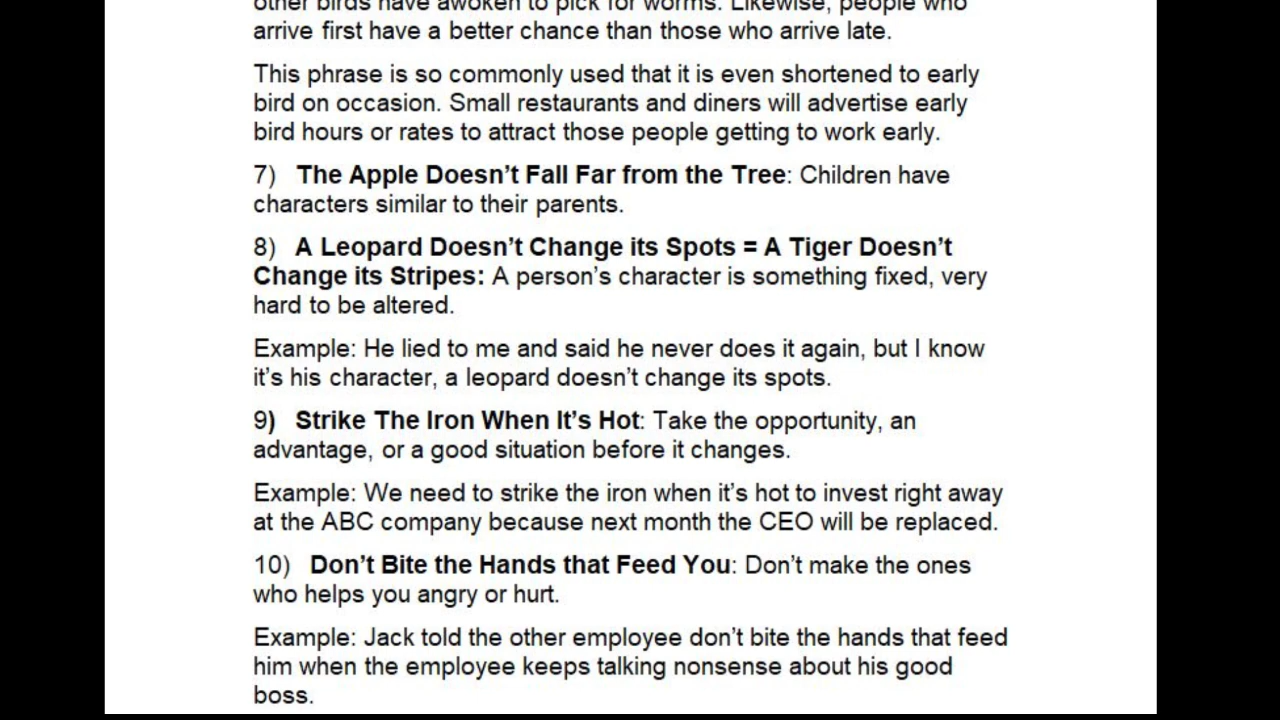 other birds have awoken to pick for worms. Likewise, people who
arrive first have a better chance than those who arrive late.
This phrase is so commonly used that it is even shortened to early
bird on occasion. Small restaurants and diners will advertise early
bird hours or rates to attract those people getting to work early.
7) The Apple Doesn’t Fall Far from the Tree: Children have
characters similar to their parents.
8) A Leopard Doesn’t Change its Spots = A Tiger Doesn’t
Change its Stripes: A person’s character is something fixed, very
hard to be altered.
Example: He lied to me and said he never does it again, but I know
it’s his character, a leopard doesn’t change its spots.
9) Strike The Iron When It’s Hot: Take the opportunity, an
advantage, or a good situation before it changes.
Example: We need to strike the iron when it’s hot to invest right away
at the ABC company because next month the CEO will be replaced.
10) Don’t Bite the Hands that Feed You: Don’t make the ones
who helps you angry or hurt.
Example: Jack told the other employee don’t bite the hands that feed
him when the employee keeps talking nonsense about his good
boss.